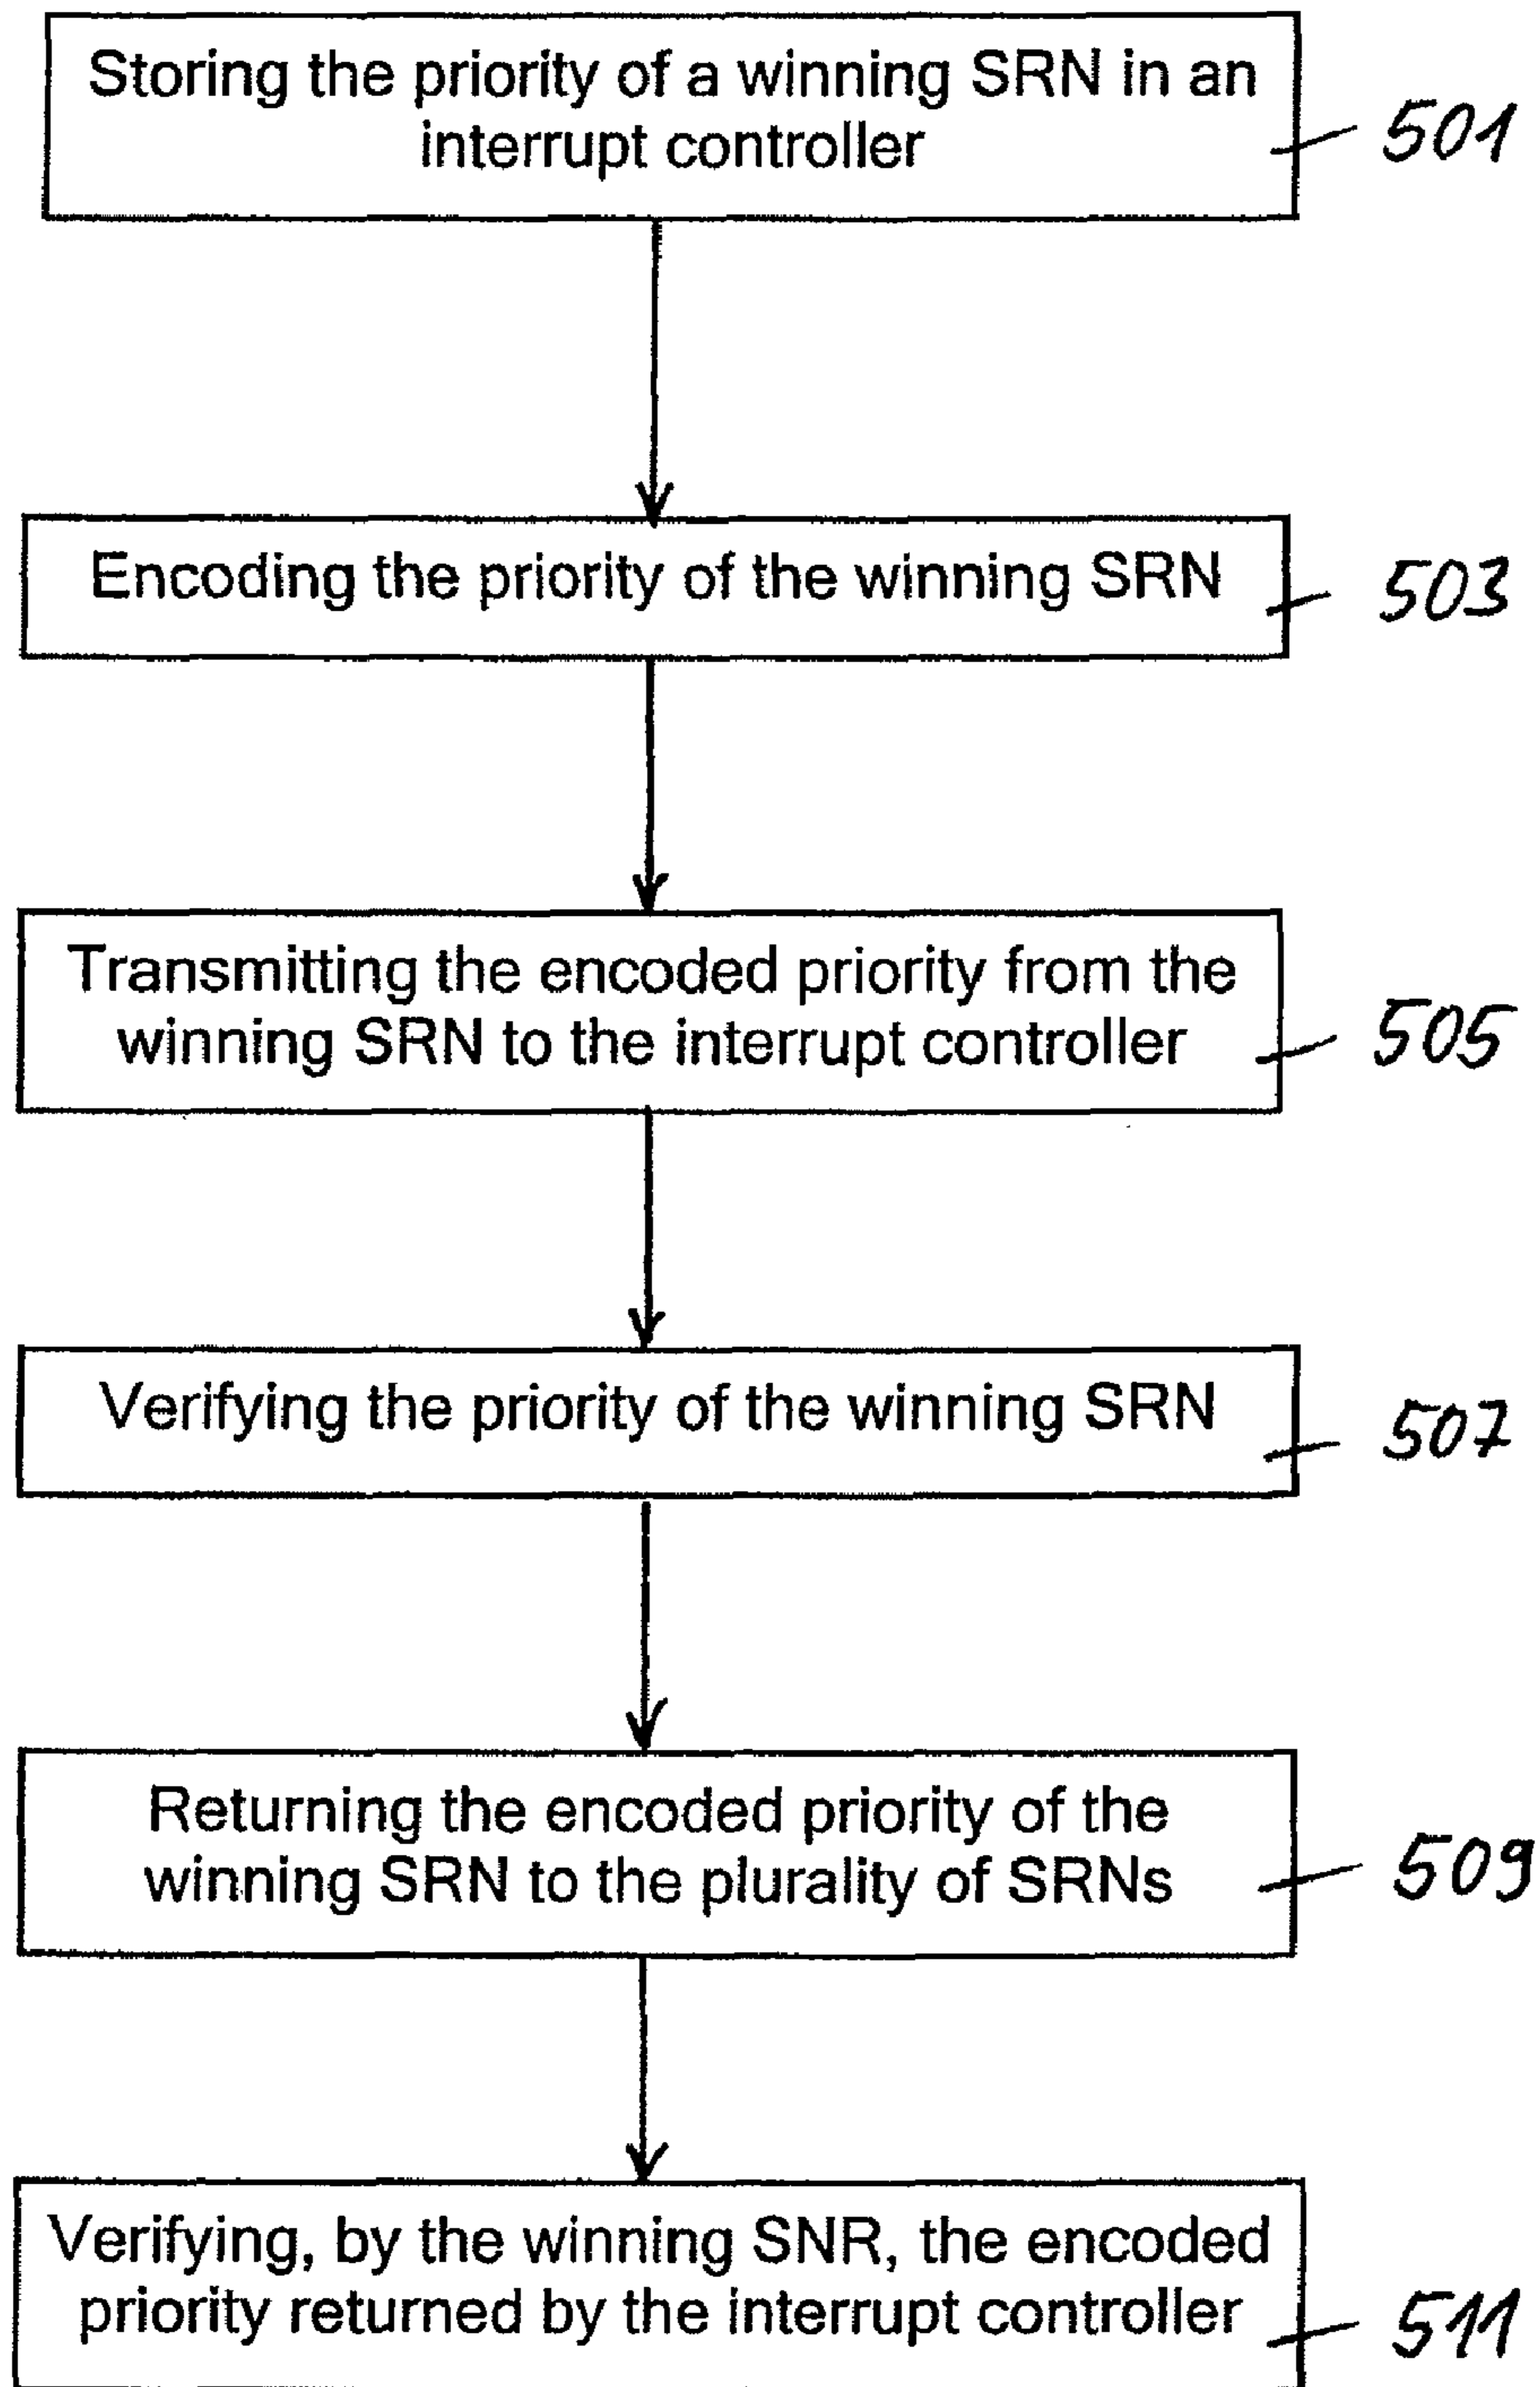 Storing the priority of a winning SRN in an
interrupt controller
501
Encoding the priority of the winning SRN
503
Transmitting the encoded priority from the
winning SRN to the interrupt controller
505
Verifying the priority of the winning SRN
507
Returning the encoded priority of the
winning SRN to the plurality of SRNs
509
Verifying, by the winning SNR, the encoded
priority returned by the interrupt controller
511